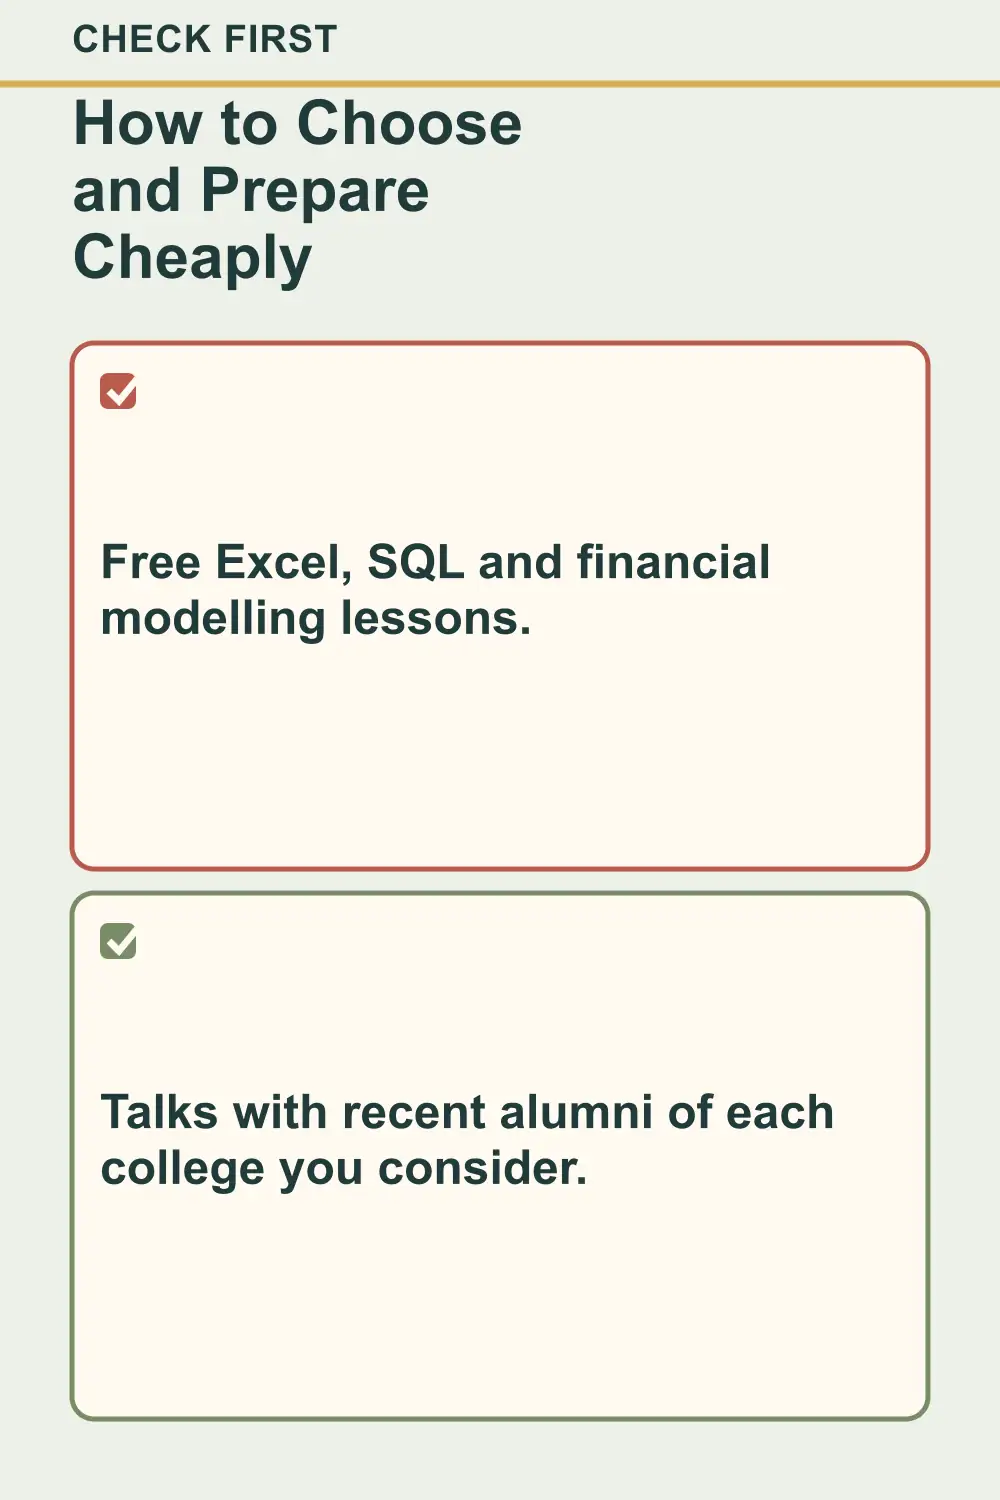 CHECK FIRST
How to Choose
and Prepare
Cheaply
Free Excel, SQL and financial
modelling lessons.
Talks with recent alumni of each
college you consider.